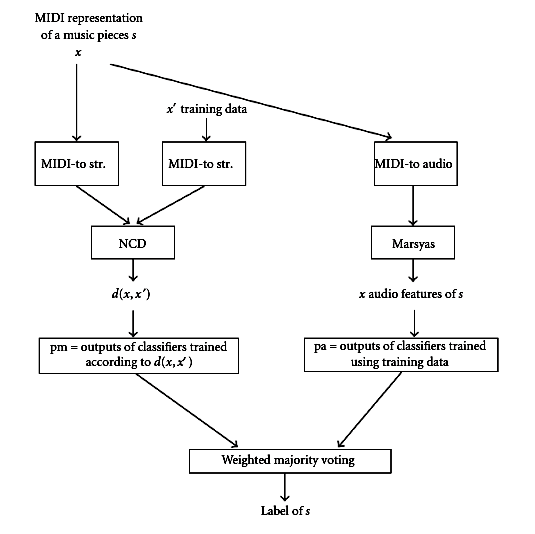 MIDI representation
of a music pieces s
x
x′ training data
MIDI-to str.
MIDI-to str.
MIDI-to audio
NCD
Marsyas
d(x, x′)
x audio features of s
pm = outputs of classifiers trained
according to d(x, x′)
pa = outputs of classifiers trained
using training data
Weighted majority voting
Label of s